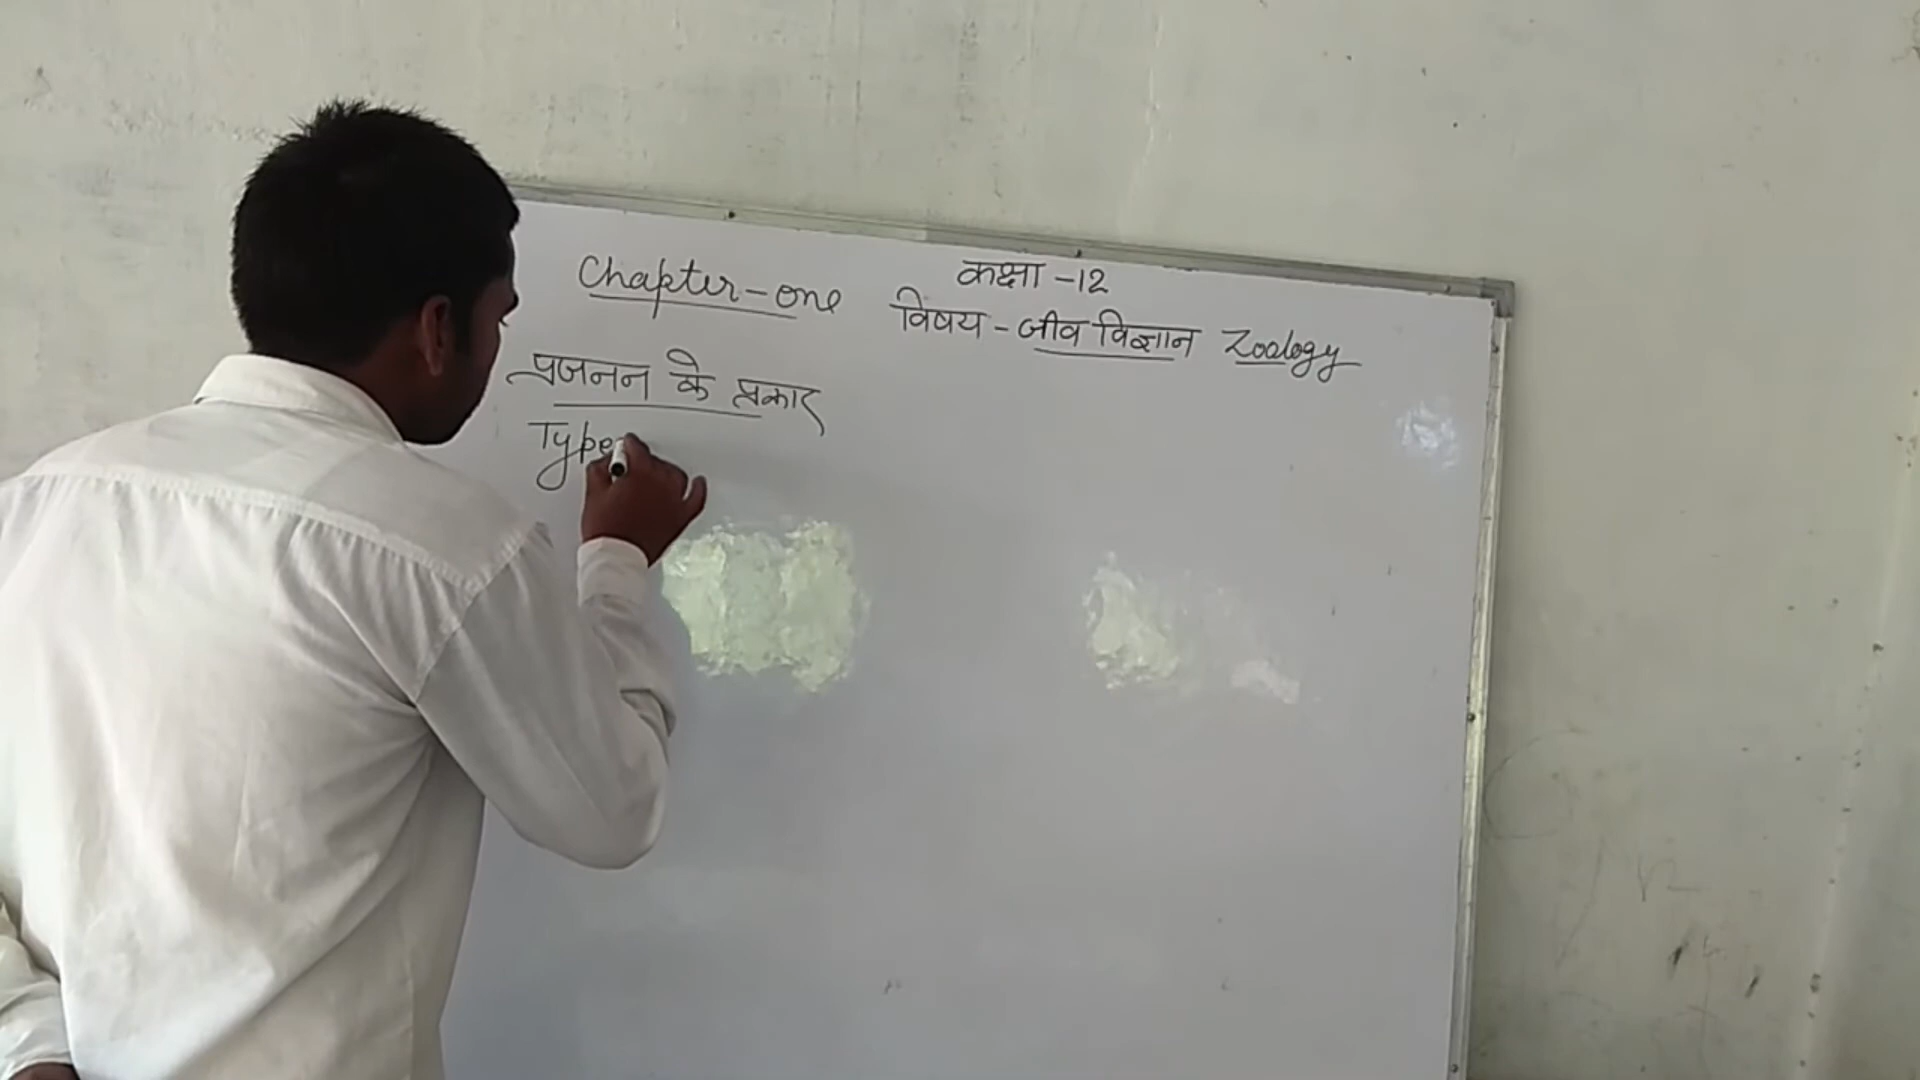 Chapter-one
कक्षा -12
विषय - जीव विज्ञान Zoology
प्रजनन के प्रकार
Type